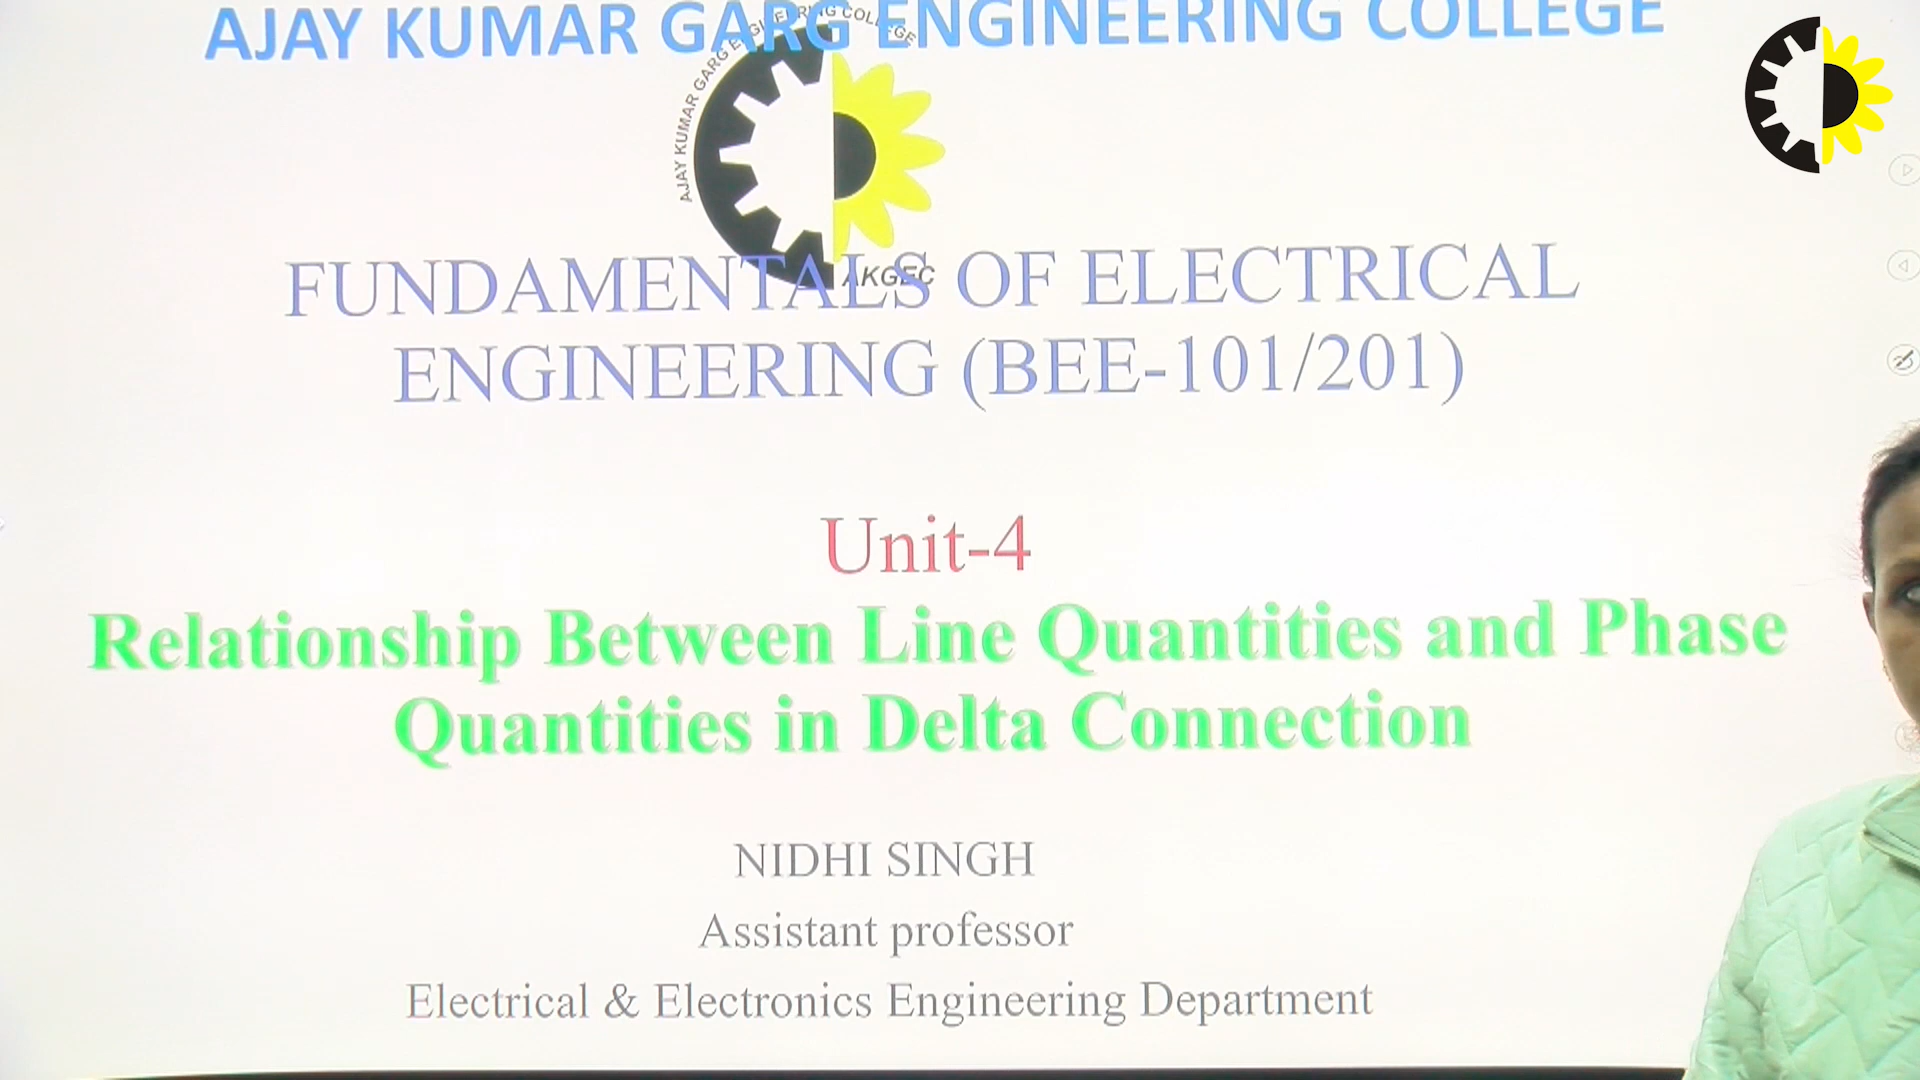 AJAY KUMAR GARG ENGINEERING COLLEGE
AJAY KUMAR GARG ENGINEERING COLLEGE
AKGEC
FUNDAMENTALS OF ELECTRICAL
ENGINEERING (BEE-101/201)
Unit-4
Relationship Between Line Quantities and Phase
Quantities in Delta Connection
NIDHI SINGH
Assistant professor
Electrical & Electronics Engineering Department